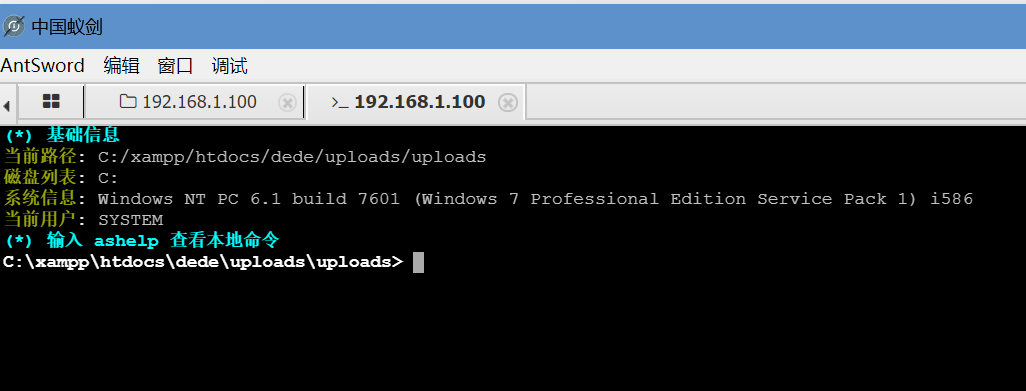 中国蚁剑
AntSword 编辑 窗口 调试
192.168.1.100 >_ 192.168.1.100
(*) 基础信息
当前路径: C:/xampp/htdocs/dede/uploads/uploads
磁盘列表: C:
系统信息: Windows NT PC 6.1 build 7601 (Windows 7 Professional Edition Service Pack 1) i586
当前用户: SYSTEM
(*) 输入 ashelp 查看本地命令
C:\xampp\htdocs\dede\uploads\uploads>